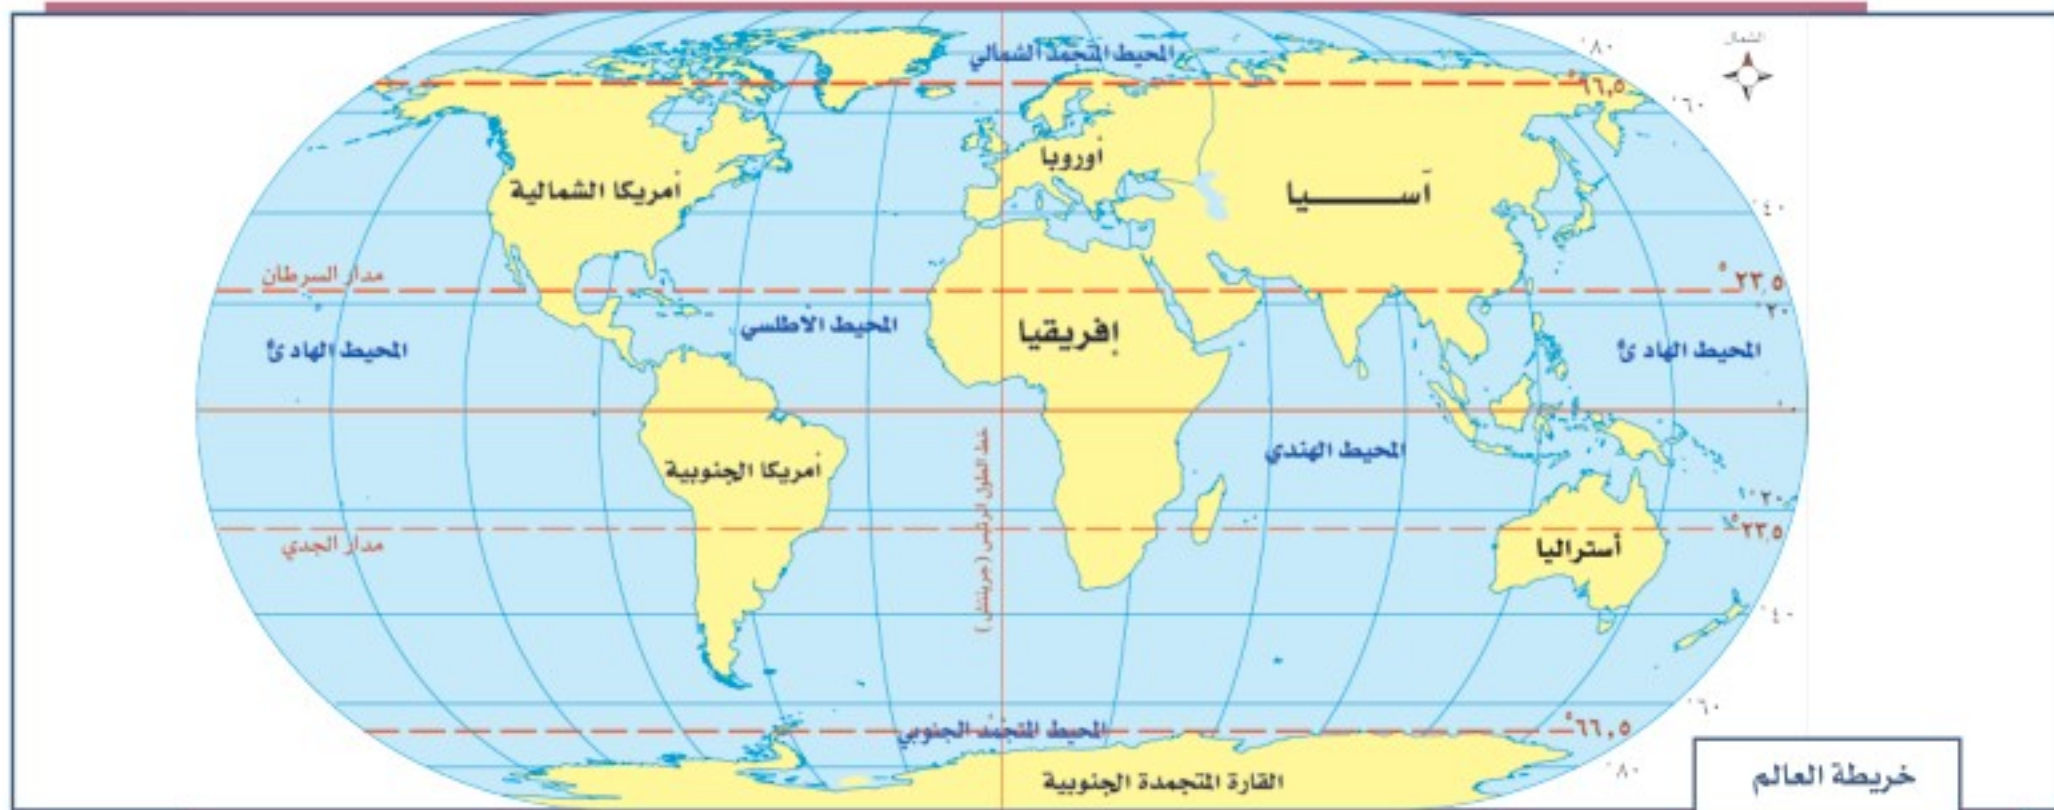 الشمال
°٨٠
المحيط المتجمد الشمالي
°٦٦,٥
°٦٠
أوروبا
أمريكا الشمالية
آســـــيا
°٤٠
مدار السرطان
°٢٣,٥
°٢٠
المحيط الأطلسي
إفريقيا
المحيط الهادئ
المحيط الهادئ
°٠
المحيط الهندي
أمريكا الجنوبية
خط الطول الرئيس (جرينتش)
°٢٠
°٢٣,٥
مدار الجدي
أستراليا
°٤٠
°٦٠
المحيط المتجمد الجنوبي
°٦٦,٥
°٨٠
القارة المتجمدة الجنوبية
خريطة العالم